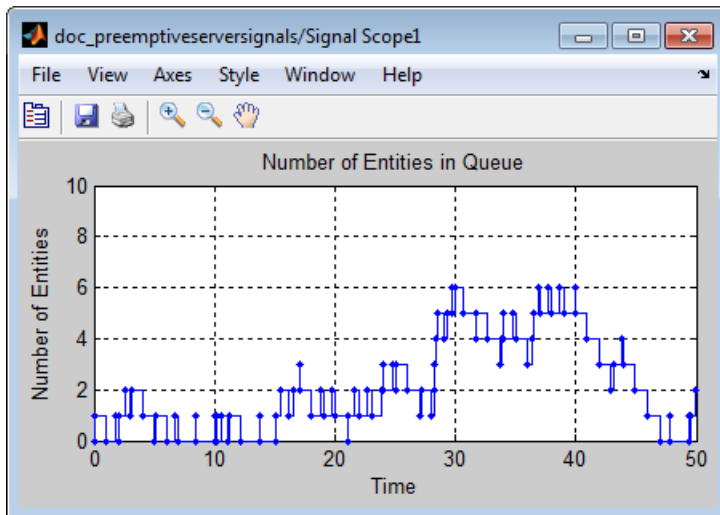 doc_preemptiveserversignals/Signal Scope1
File View Axes Style Window Help
Number of Entities in Queue
Number of Entities
10
8
6
4
2
0
0 10 20 30 40 50
Time